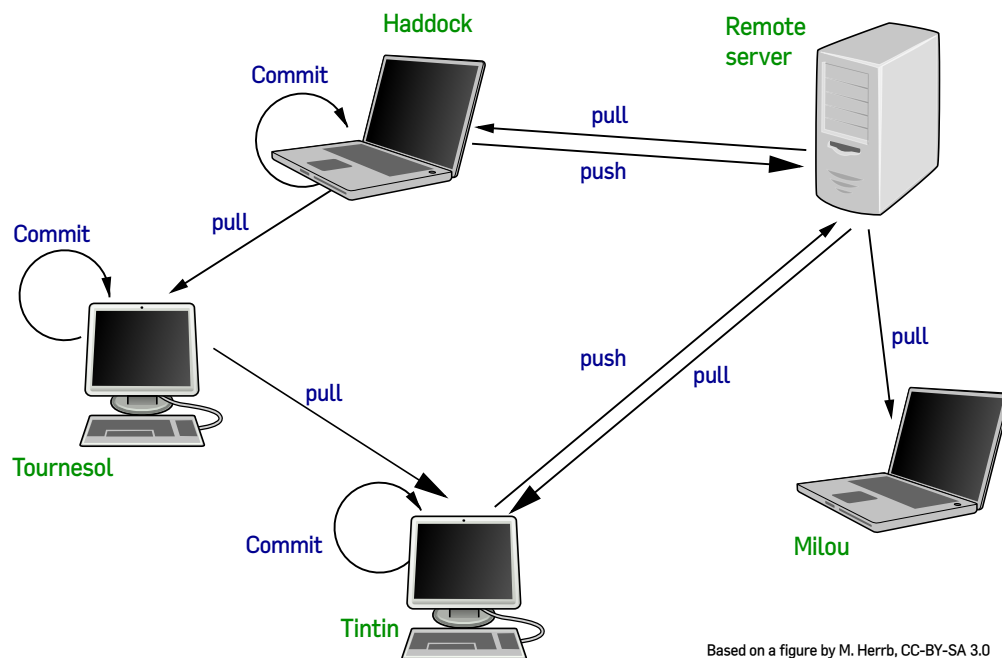 Haddock
Remote
server
Commit
pull
push
pull
Commit
push
pull
pull
pull
Tournesol
Commit
Milou
Tintin
Based on a figure by M. Herrb, CC-BY-SA 3.0